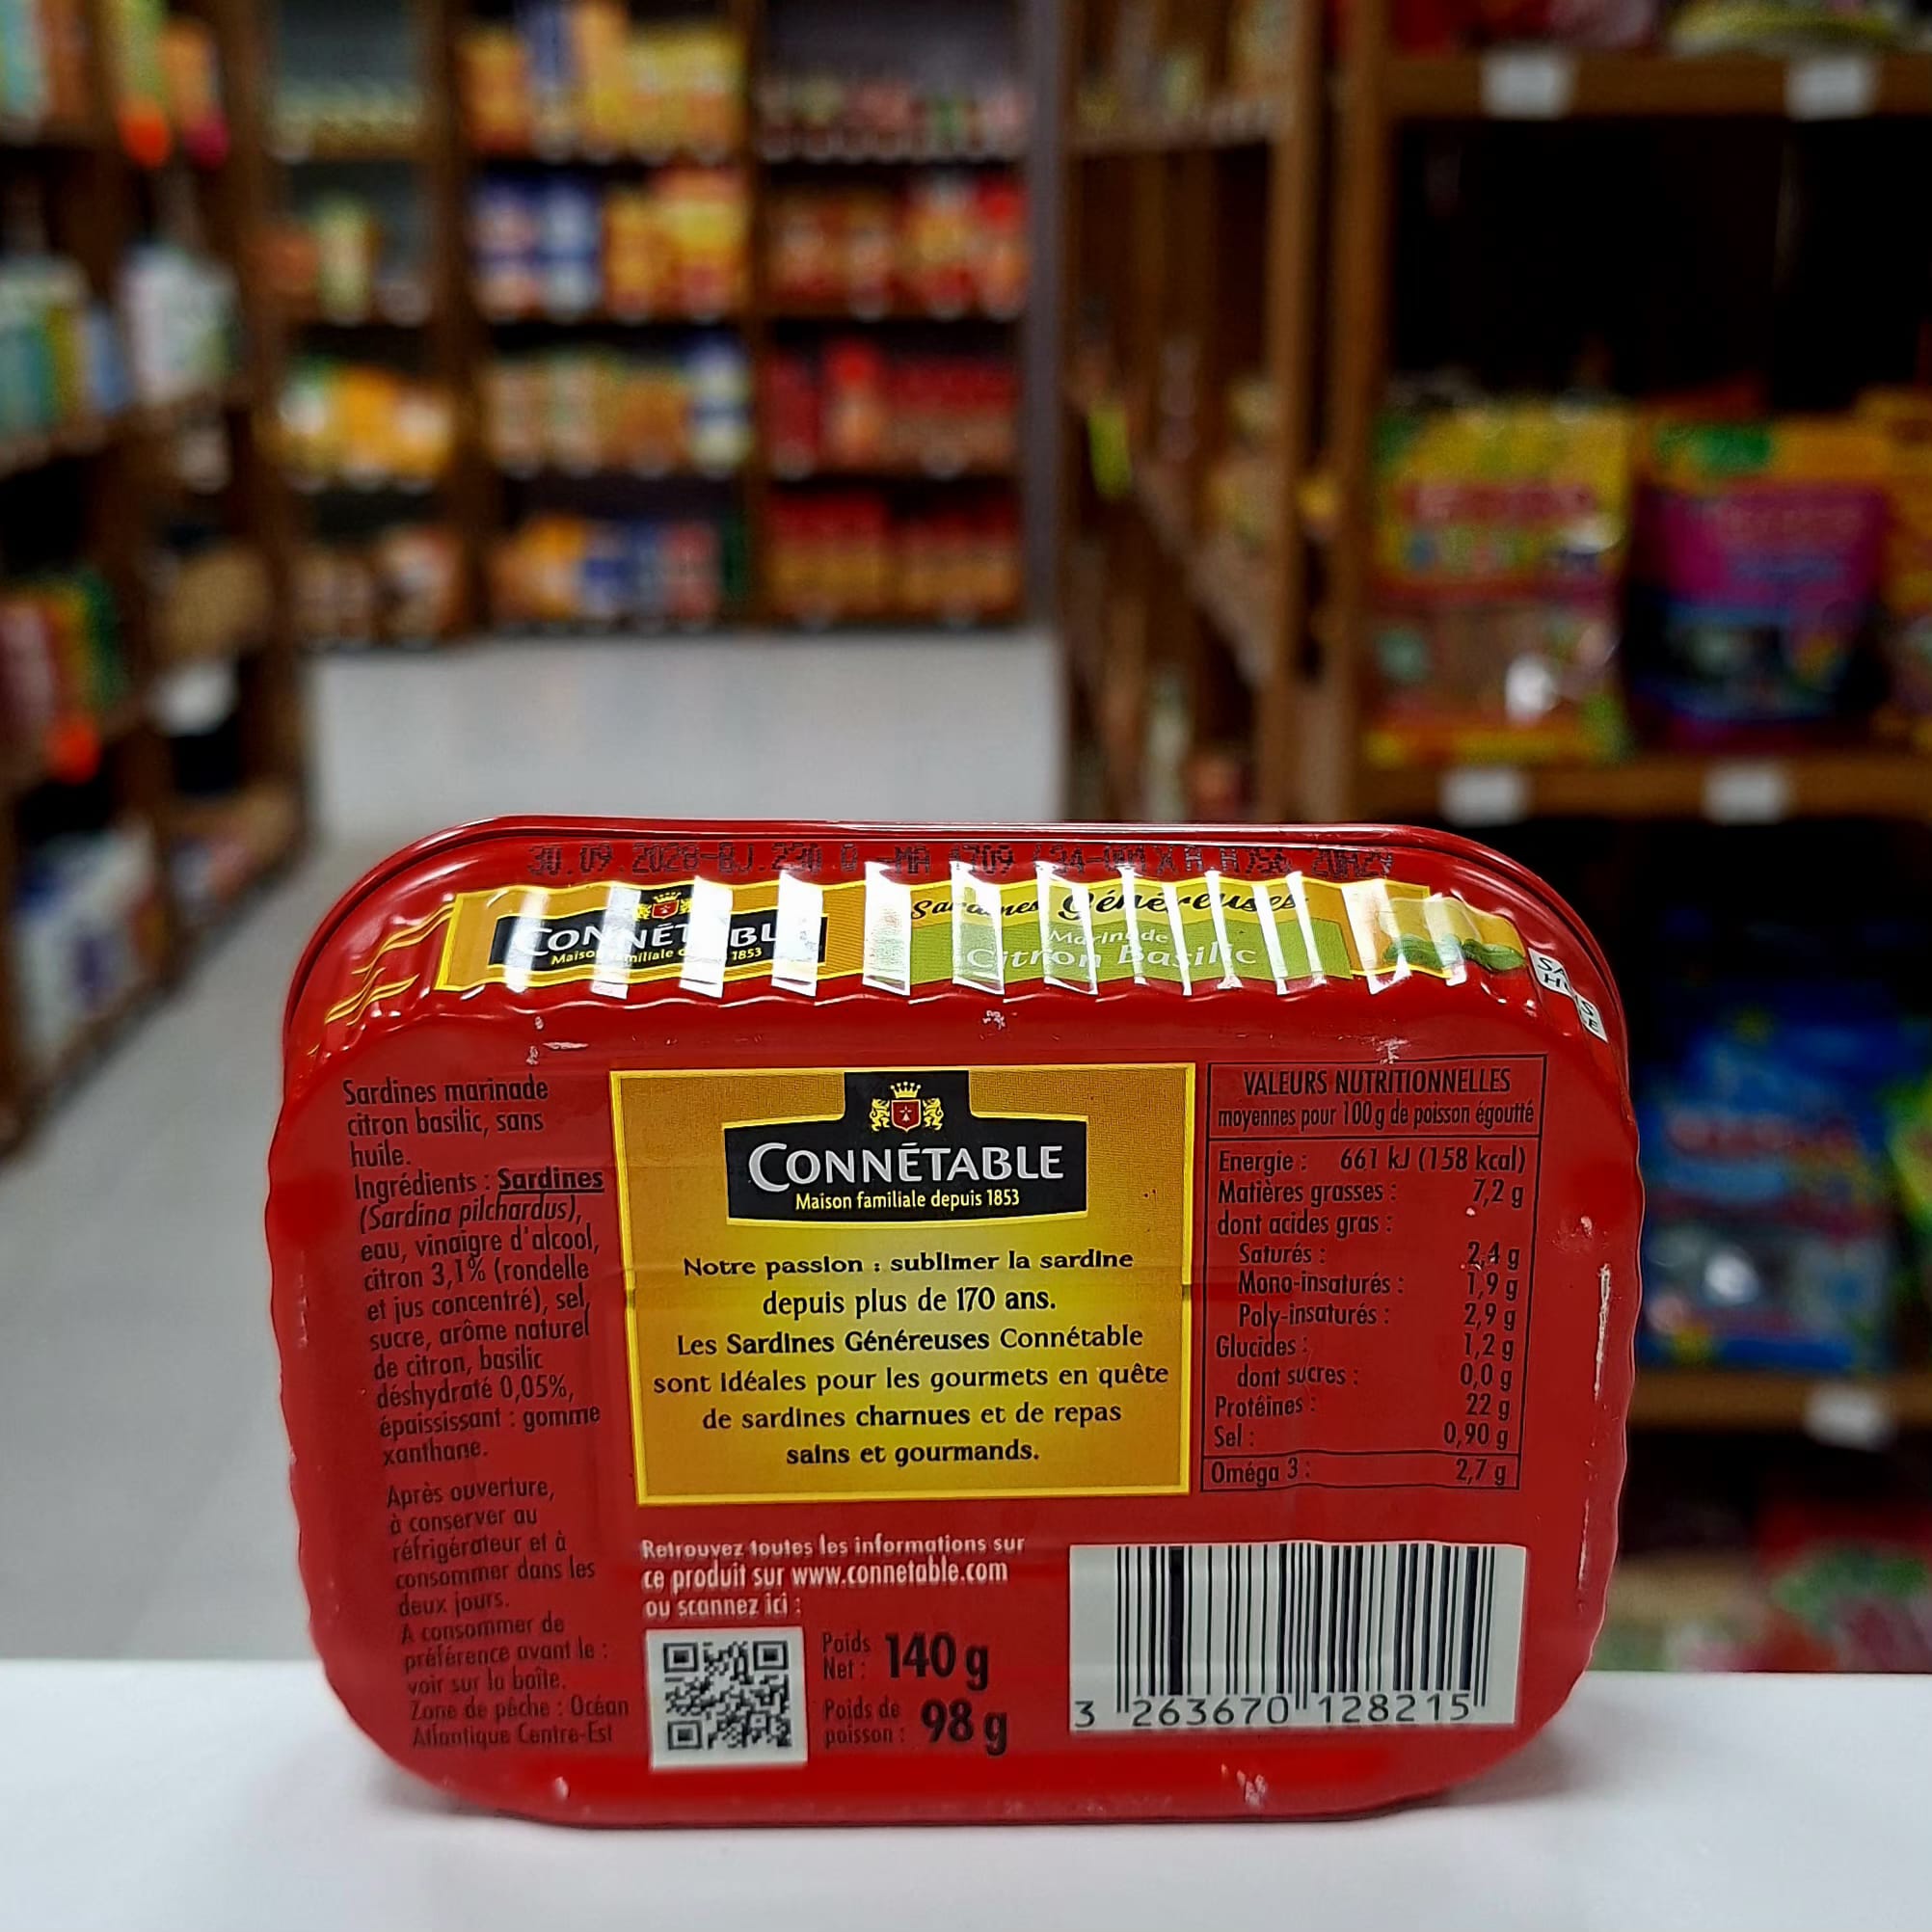 CONNÉTABLE
Sardines Généreuses
Marinade
Citron Basilic
Sardines marinade
citron basilic, sans
huile.
Ingrédients : Sardines
(Sardina pilchardus),
eau, vinaigre d'alcool,
citron 3,1% (rondelle
et jus concentré), sel,
sucre, arôme naturel
de citron, basilic
déshydraté 0,05%,
épaississant : gomme
xanthane.
Après ouverture,
à conserver au
réfrigérateur et à
consommer dans les
deux jours.
A consommer de
préférence avant le :
voir sur la boîte.
Zone de pêche : Océan
Atlantique Centre-Est
CONNÉTABLE
Maison familiale depuis 1853
Notre passion : sublimer la sardine
depuis plus de 170 ans.
Les Sardines Généreuses Connétable
sont idéales pour les gourmets en quête
de sardines charnues et de repas
sains et gourmands.
Retrouvez toutes les informations sur
ce produit sur www.connetable.com
ou scannez ici :
Poids
Net : 140 g
Poids de
poisson : 98 g
VALEURS NUTRITIONNELLES
moyennes pour 100 g de poisson égoutté
Energie : 661 kJ (158 kcal)
Matières grasses : 7,2 g
dont acides gras :
Saturés : 2,4 g
Mono-insaturés : 1,9 g
Poly-insaturés : 2,9 g
Glucides : 1,2 g
dont sucres : 0,0 g
Protéines : 22 g
Sel : 0,90 g
Oméga 3 : 2,7 g
3 263670 128215